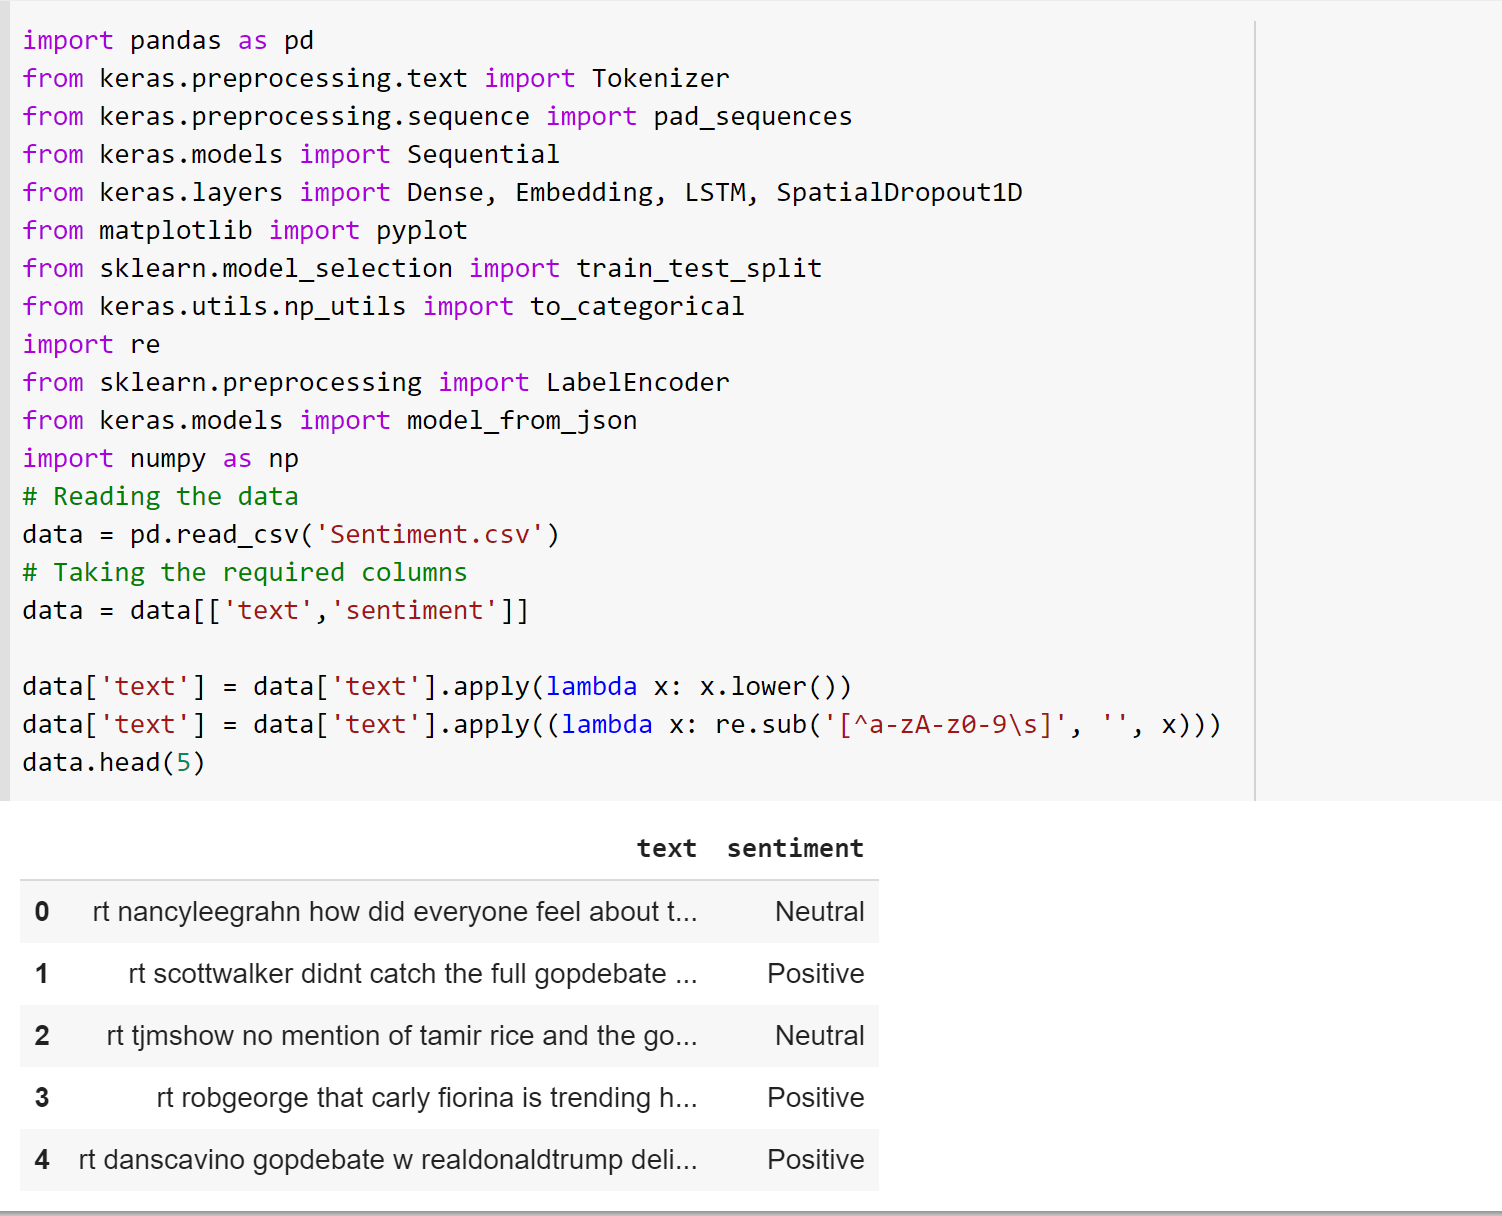 import pandas as pd
from keras.preprocessing.text import Tokenizer
from keras.preprocessing.sequence import pad_sequences
from keras.models import Sequential
from keras.layers import Dense, Embedding, LSTM, SpatialDropout1D
from matplotlib import pyplot
from sklearn.model_selection import train_test_split
from keras.utils.np_utils import to_categorical
import re
from sklearn.preprocessing import LabelEncoder
from keras.models import model_from_json
import numpy as np
# Reading the data
data = pd.read_csv('Sentiment.csv')
# Taking the required columns
data = data[['text','sentiment']]

data['text'] = data['text'].apply(lambda x: x.lower())
data['text'] = data['text'].apply((lambda x: re.sub('[^a-zA-z0-9\s]', '', x)))
data.head(5)
text sentiment
0 rt nancyleegrahn how did everyone feel about t... Neutral
1 rt scottwalker didnt catch the full gopdebate ... Positive
2 rt tjmshow no mention of tamir rice and the go... Neutral
3 rt robgeorge that carly fiorina is trending h... Positive
4 rt danscavino gopdebate w realdonaldtrump deli... Positive